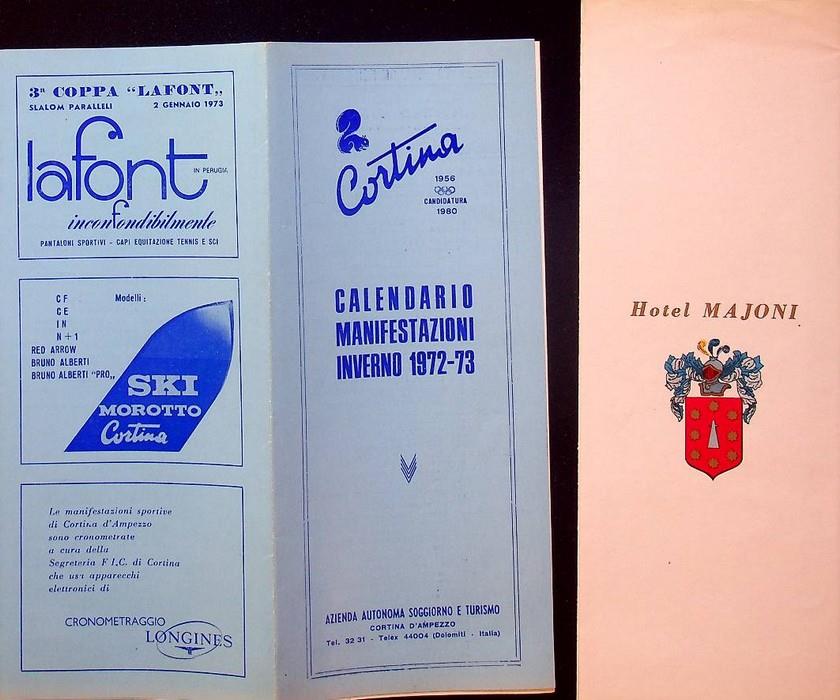 3ª COPPA “LAFONT„
SLALOM PARALLELI 2 GENNAIO 1973
lafont
IN PERUGIA
inconfondibilmente
PANTALONI SPORTIVI - CAPI EQUITAZIONE TENNIS E SCI
CF Modelli:
CE
IN
N+1
RED ARROW
BRUNO ALBERTI
BRUNO ALBERTI “PRO„
SKI
MOROTTO
Cortina
Le manifestazioni sportive
di Cortina d'Ampezzo
sono cronometrate
a cura della
Segreteria F I.C. di Cortina
che usa apparecchi
elettronici di
CRONOMETRAGGIO
LONGINES
Cortina
1956
CANDIDATURA
1980
CALENDARIO
MANIFESTAZIONI
INVERNO 1972-73
AZIENDA AUTONOMA SOGGIORNO E TURISMO
CORTINA D'AMPEZZO
Tel. 32 31 - Telex 44004 (Dolomiti - Italia)
Hotel MAJONI